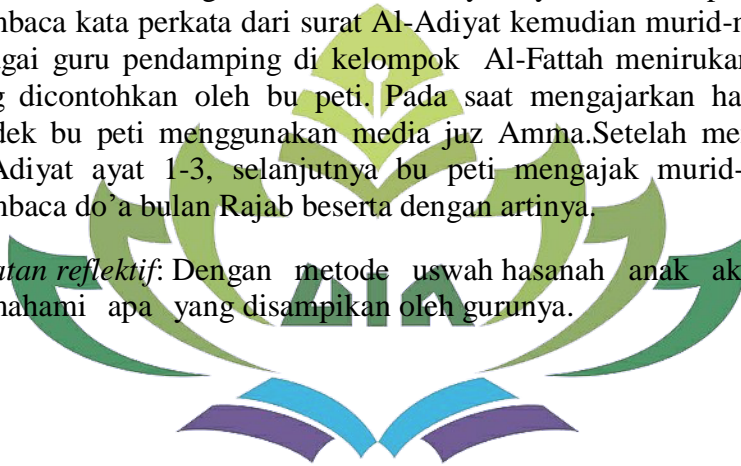 mbaca kata perkata dari surat Al-Adiyat kemudian murid-m
gai guru pendamping di kelompok Al-Fattah menirukan
g dicontohkan oleh bu peti. Pada saat mengajarkan ha
dek bu peti menggunakan media juz Amma.Setelah me
Adiyat ayat 1-3, selanjutnya bu peti mengajak murid-
mbaca do’a bulan Rajab beserta dengan artinya.
atan reflektif: Dengan metode uswah hasanah anak ak
nahami apa yang disampikan oleh gurunya.